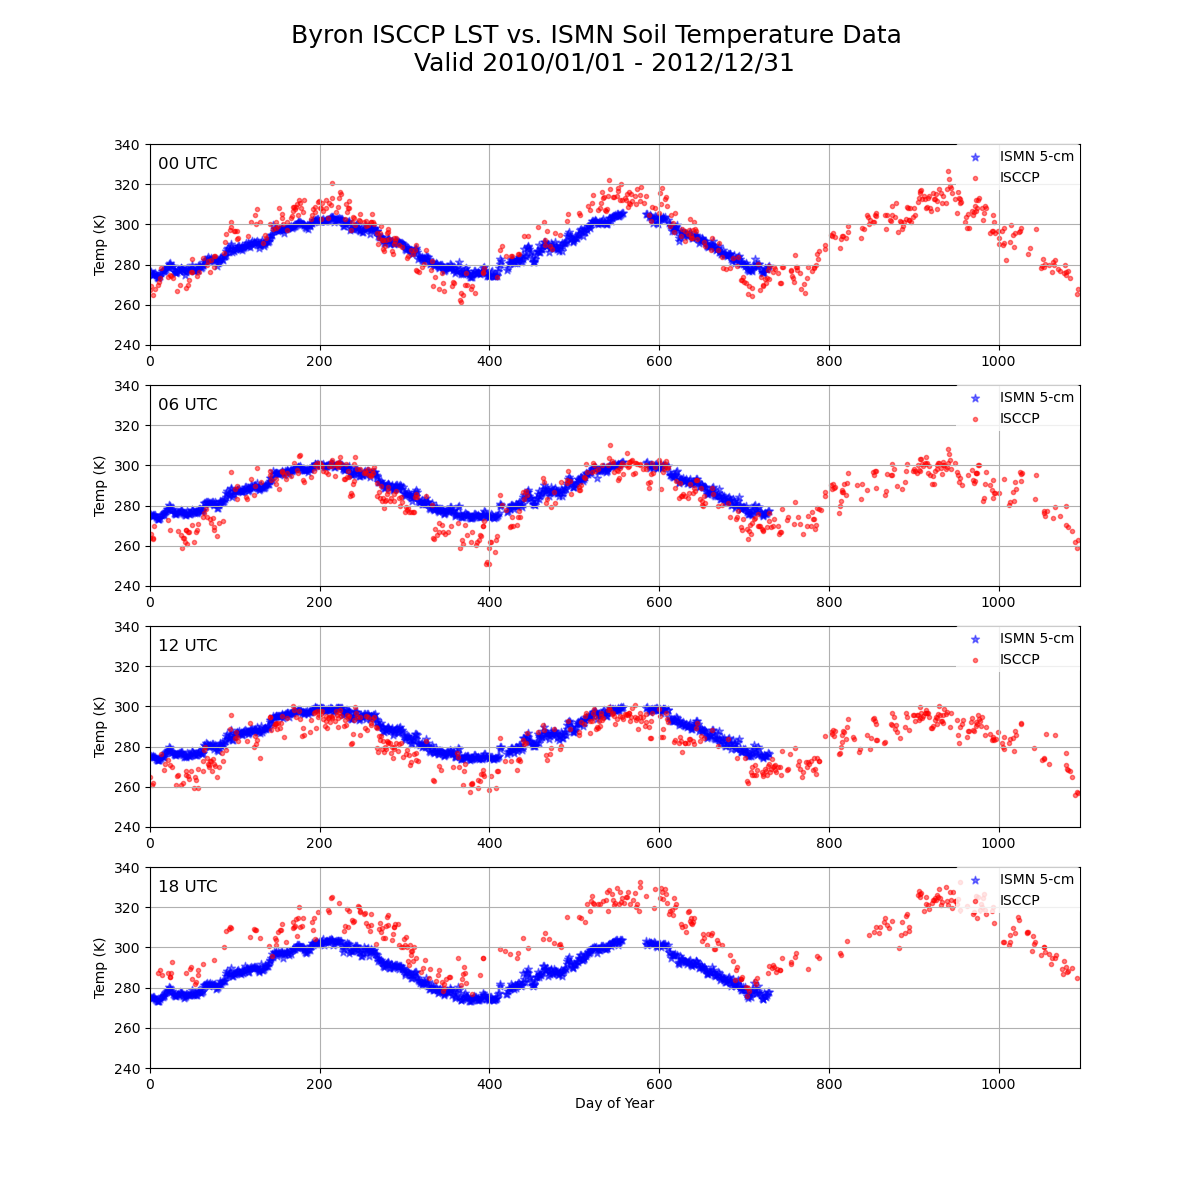 Byron ISCCP LST vs. ISMN Soil Temperature Data
Valid 2010/01/01 - 2012/12/31
340
320
300
280
260
240
Temp (K)
00 UTC
ISMN 5-cm
ISCCP
0 200 400 600 800 1000
340
320
300
280
260
240
Temp (K)
06 UTC
ISMN 5-cm
ISCCP
0 200 400 600 800 1000
340
320
300
280
260
240
Temp (K)
12 UTC
ISMN 5-cm
ISCCP
0 200 400 600 800 1000
340
320
300
280
260
240
Temp (K)
18 UTC
ISMN 5-cm
ISCCP
0 200 400 600 800 1000
Day of Year